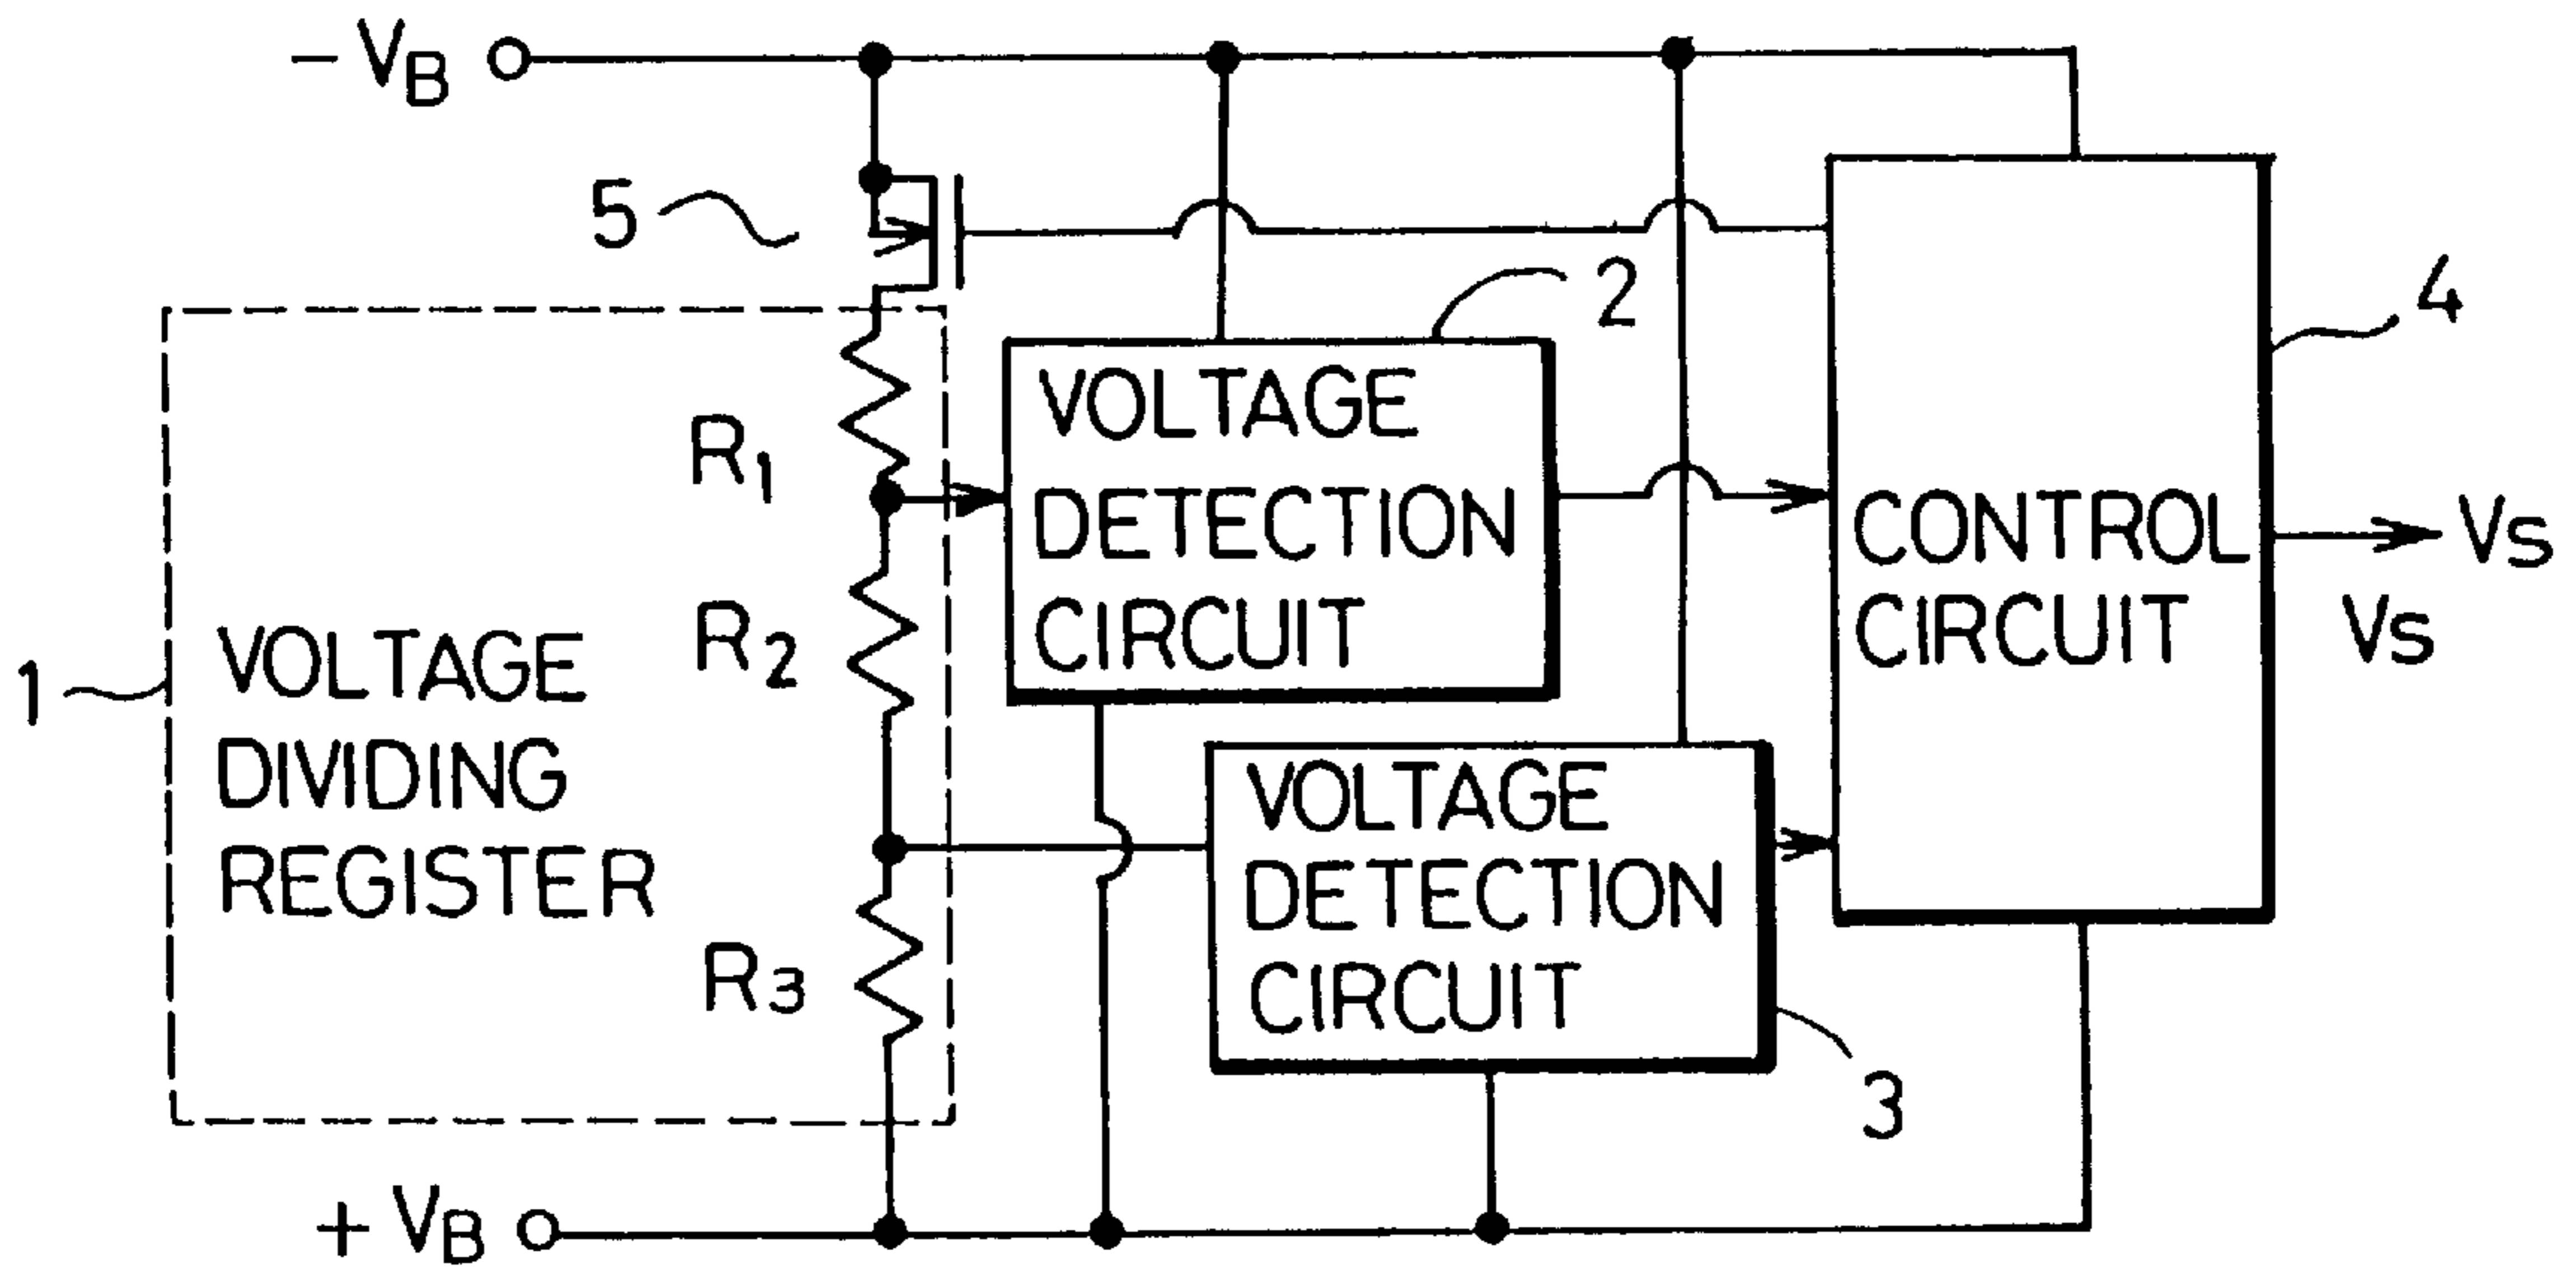 − VB
5
2
4
VOLTAGE
DETECTION
CIRCUIT
R1
CONTROL
CIRCUIT
VS
VS
R2
1
VOLTAGE
DIVIDING
REGISTER
VOLTAGE
DETECTION
CIRCUIT
R3
3
+ VB